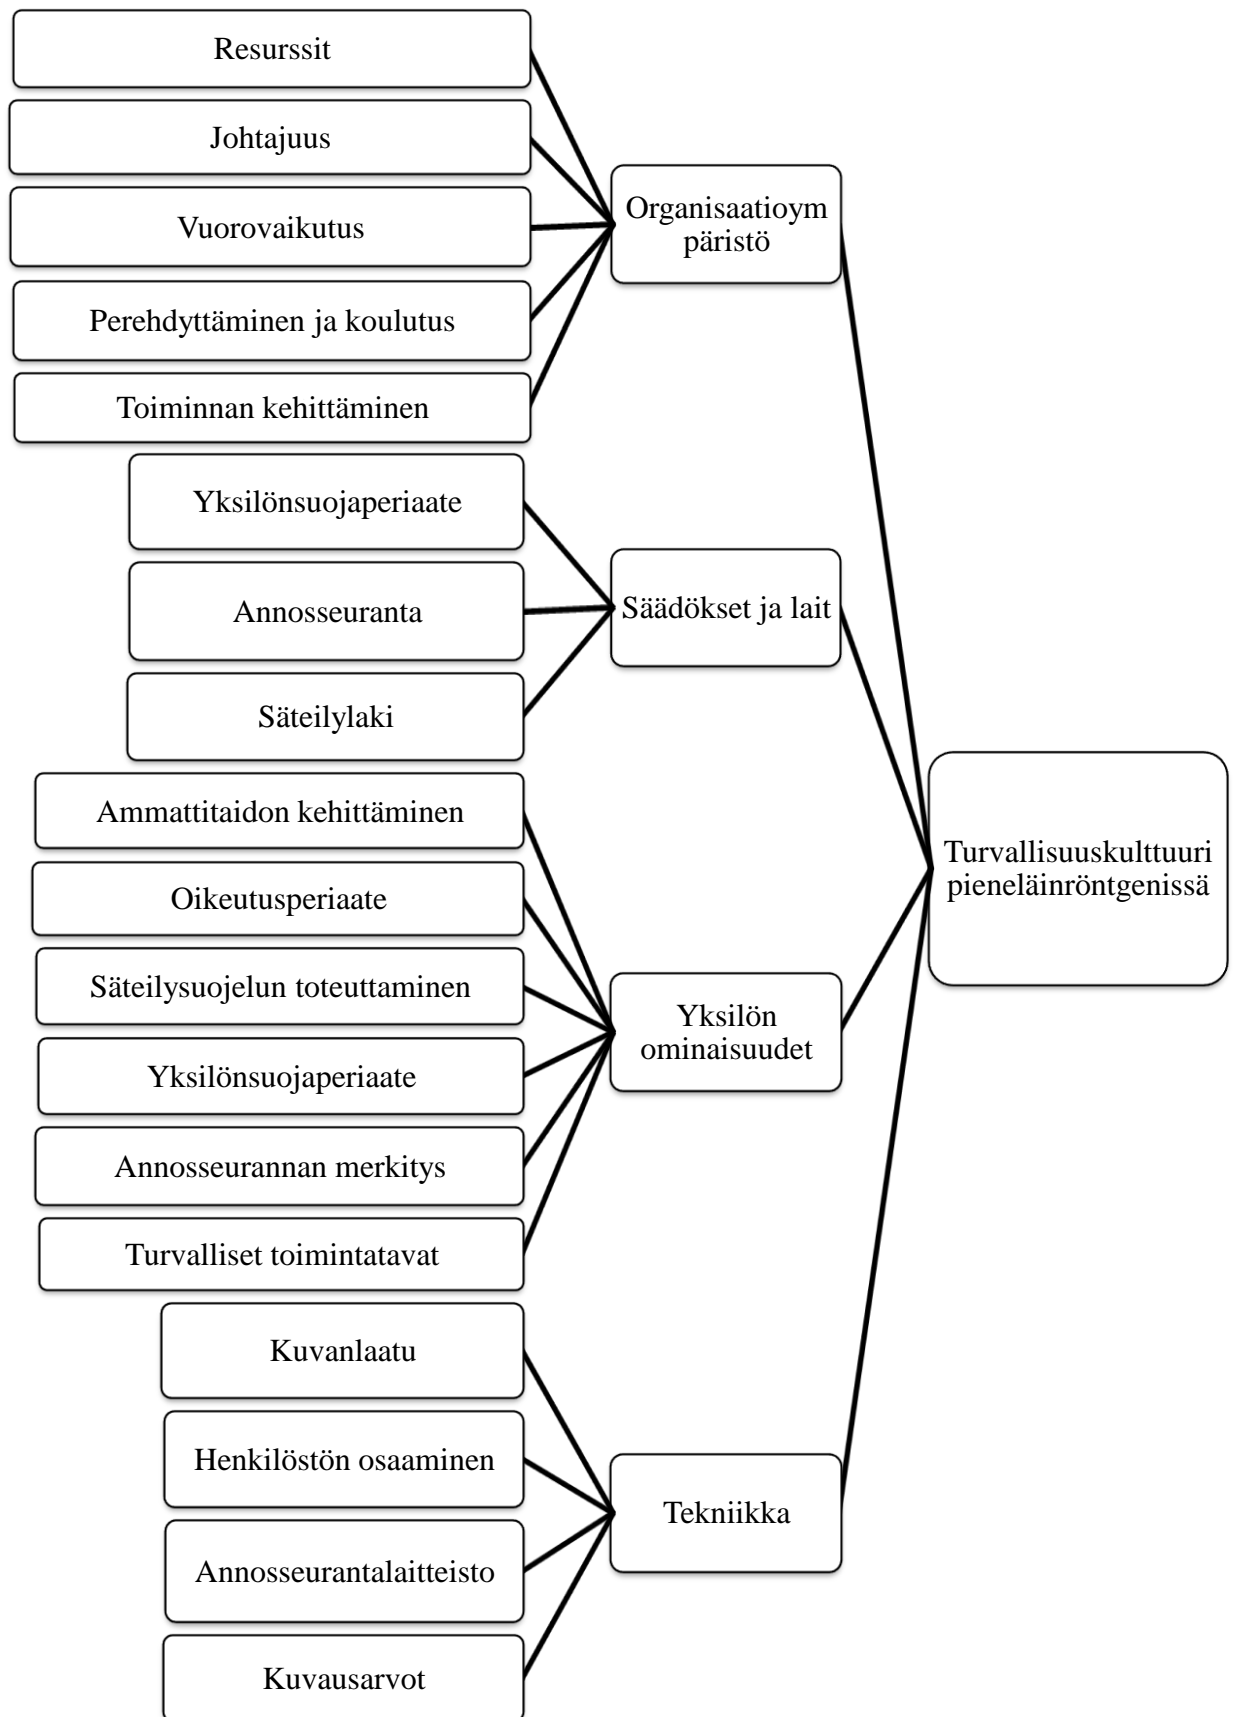 Resurssit
Johtajuus
Vuorovaikutus
Perehdyttäminen ja koulutus
Toiminnan kehittäminen
Organisaatioym
päristö
Yksilönsuojaperiaate
Annosseuranta
Säteilylaki
Säädökset ja lait
Ammattitaidon kehittäminen
Oikeutusperiaate
Säteilysuojelun toteuttaminen
Yksilönsuojaperiaate
Annosseurannan merkitys
Turvalliset toimintatavat
Yksilön
ominaisuudet
Kuvanlaatu
Henkilöstön osaaminen
Annosseurantalaitteisto
Kuvausarvot
Tekniikka
Turvallisuuskulttuuri
pieneläinröntgenissä